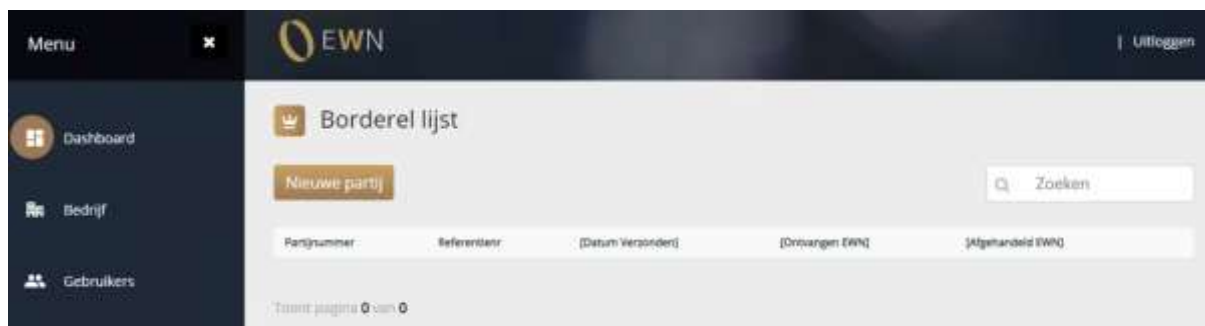 Menu
EWN
| Uitloggen
Borderel lijst
Dashboard
Nieuwe partij
Zoeken
Bedrijf
Partijnummer Referentienr [Datum Verzonden] [Ontvangen EWN] [Afgehandeld EWN]
Gebruikers
Toont pagina 0 van 0